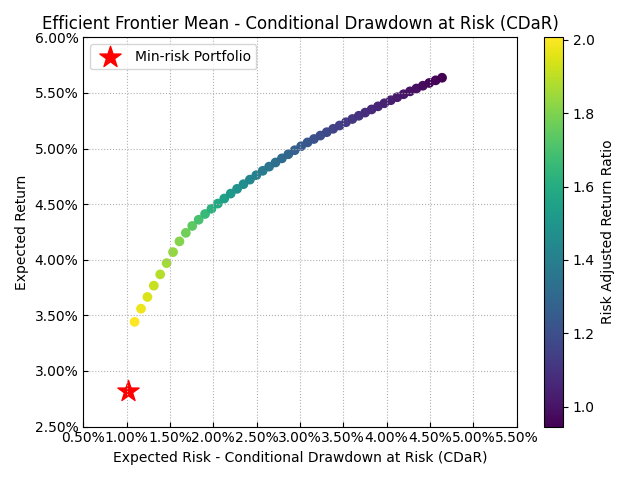 Efficient Frontier Mean - Conditional Drawdown at Risk (CDaR)
Min-risk Portfolio
6.00%
5.50%
5.00%
4.50%
4.00%
3.50%
3.00%
2.50%
Expected Return
0.50% 1.00% 1.50% 2.00% 2.50% 3.00% 3.50% 4.00% 4.50% 5.00% 5.50%
Expected Risk - Conditional Drawdown at Risk (CDaR)
2.0
1.8
1.6
1.4
1.2
1.0
Risk Adjusted Return Ratio